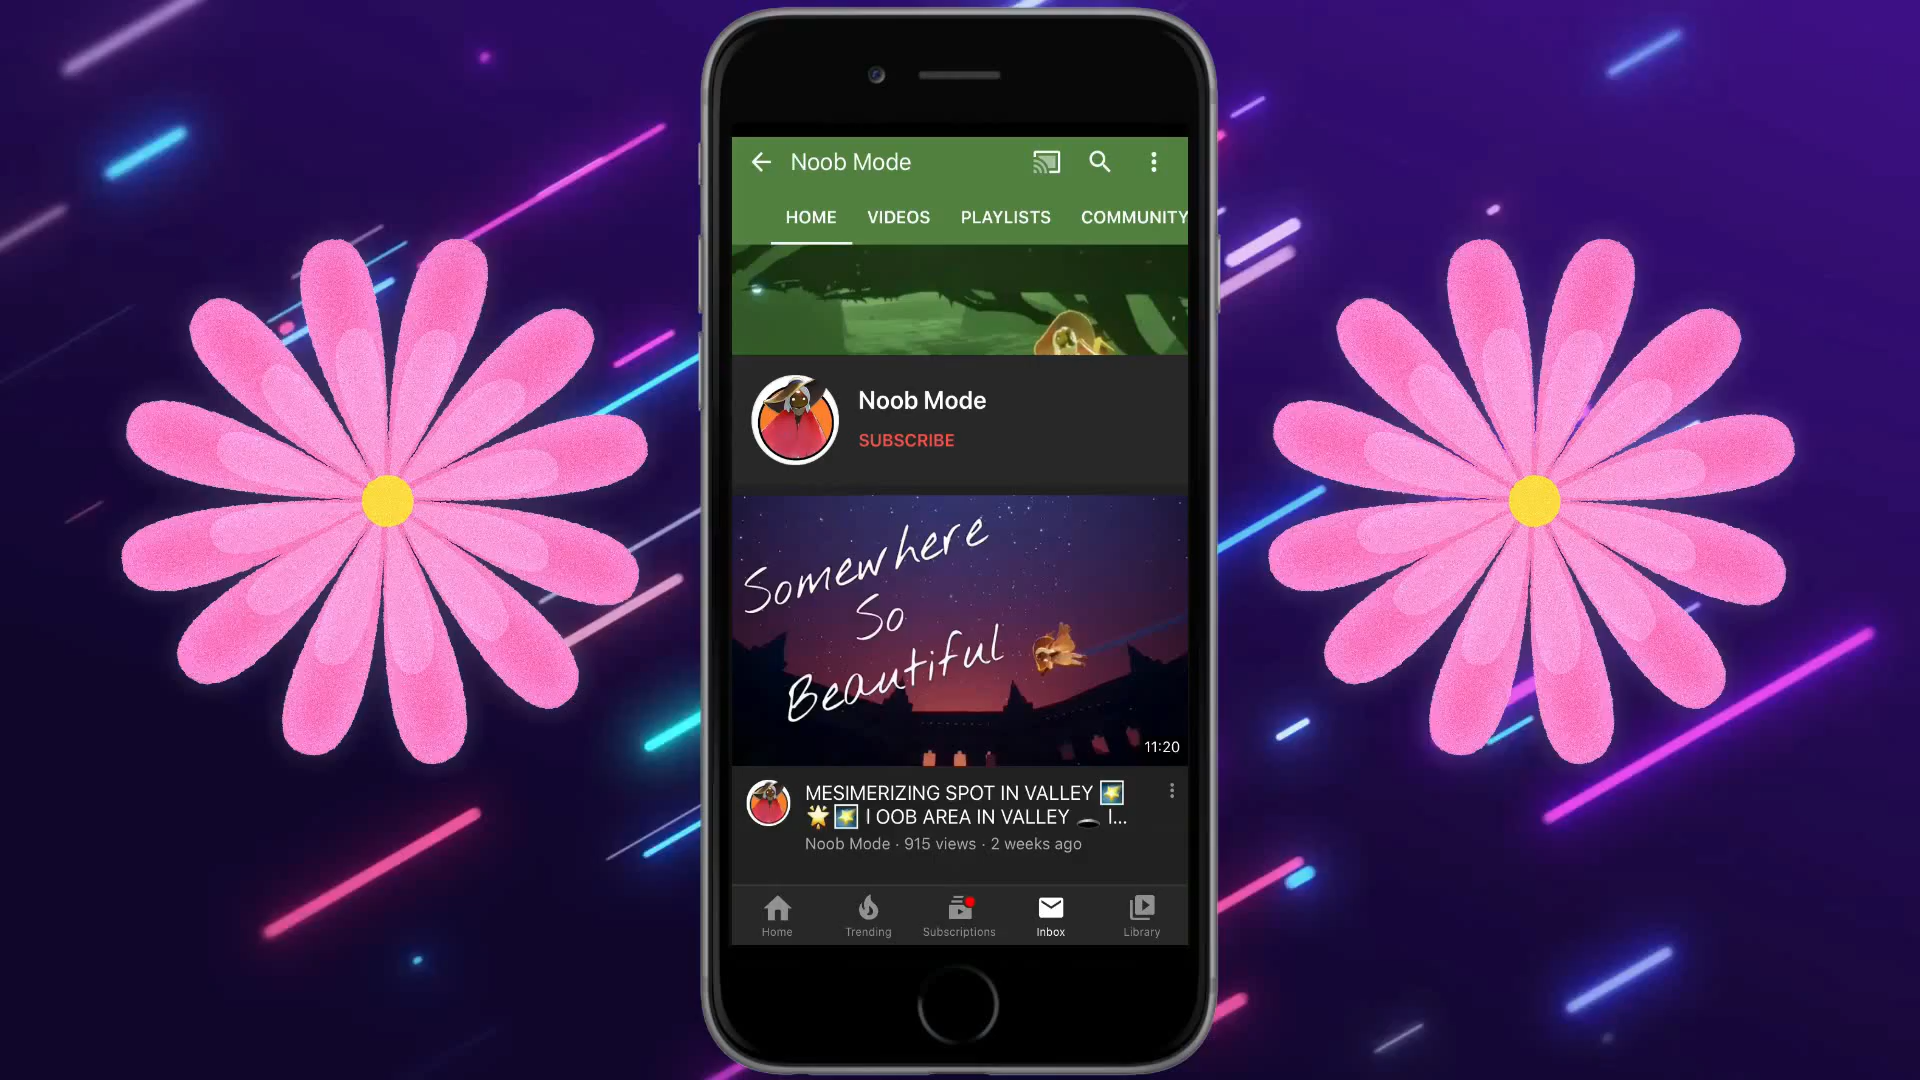 Noob Mode
HOME VIDEOS PLAYLISTS COMMUNITY
Noob Mode
SUBSCRIBE
Somewhere
So
Beautiful
11:20
MESIMERIZING SPOT IN VALLEY 🌠
🌟🌠 I OOB AREA IN VALLEY 🕳️ I...
Noob Mode · 915 views · 2 weeks ago
Home Trending Subscriptions Inbox Library